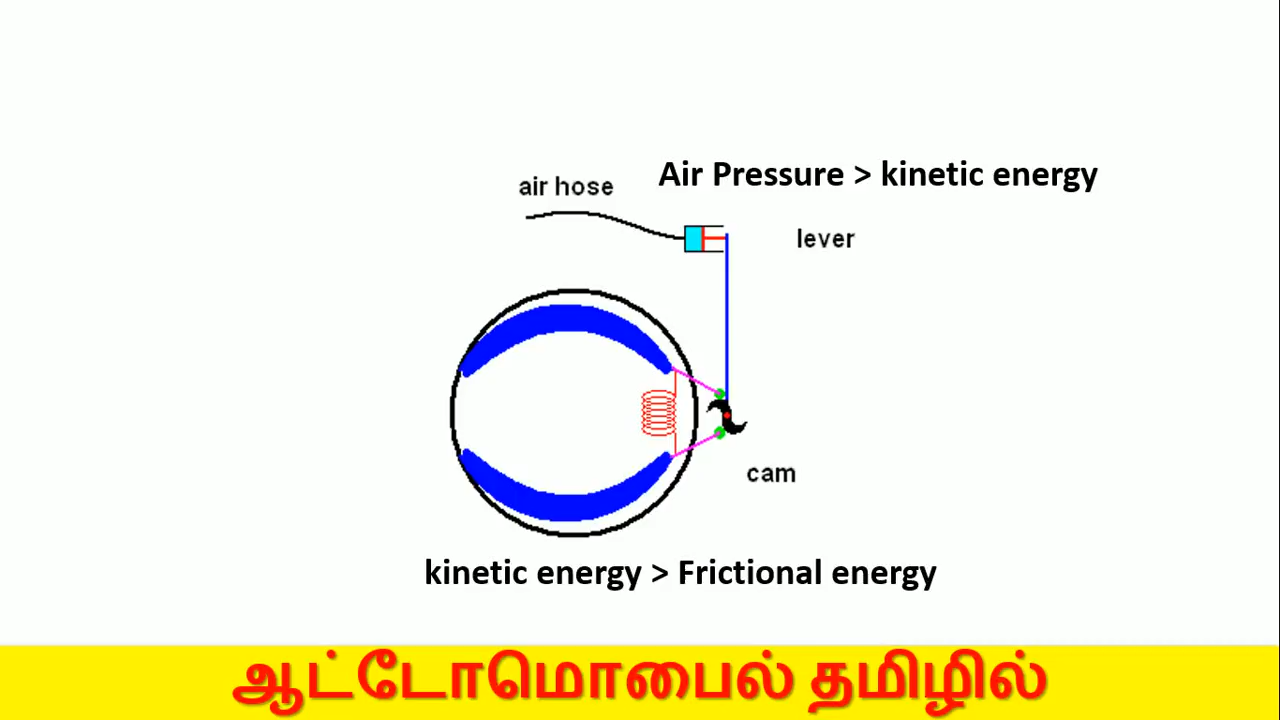 Air Pressure > kinetic energy
air hose
lever
cam
kinetic energy > Frictional energy
ஆட்டோமொபைல் தமிழில்